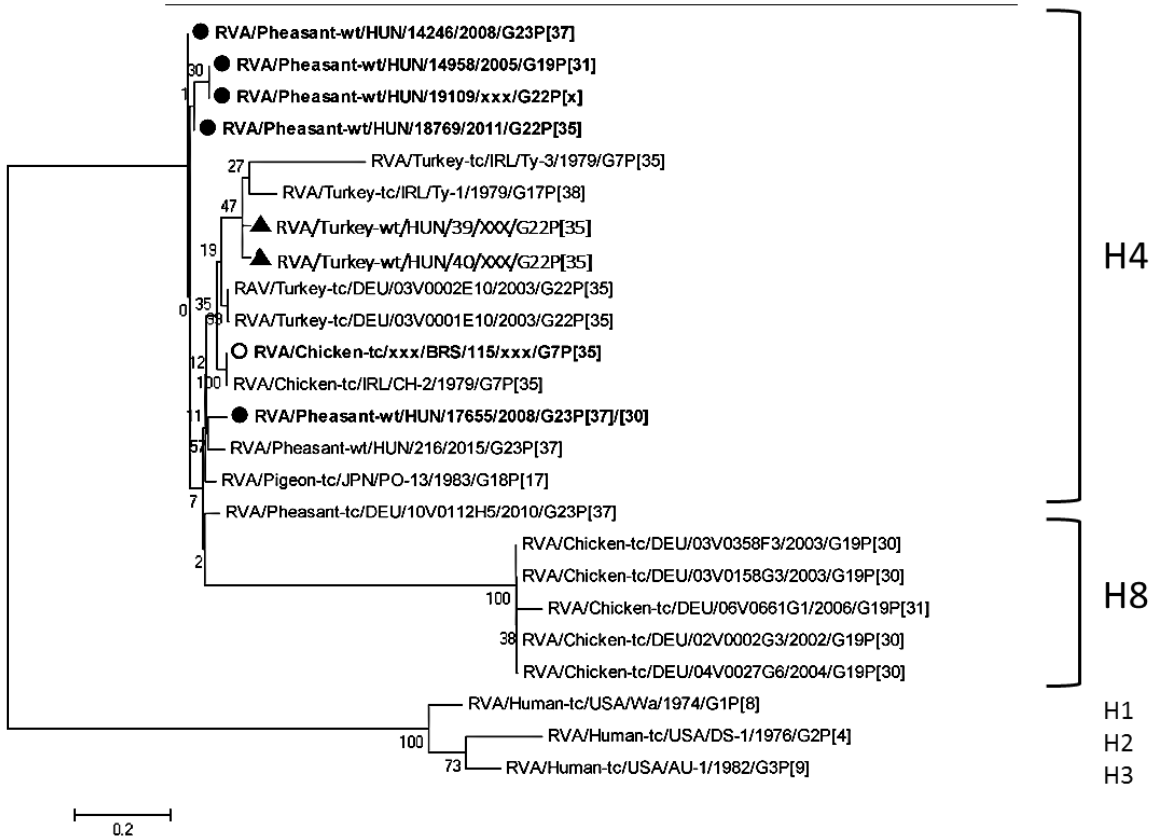 RVA/Pheasant-wt/HUN/14246/2008/G23P[37]
30
RVA/Pheasant-wt/HUN/14958/2005/G19P[31]
1
RVA/Pheasant-wt/HUN/19109/xxx/G22P[x]
RVA/Pheasant-wt/HUN/18769/2011/G22P[35]
27
RVA/Turkey-tc/IRL/Ty-3/1979/G7P[35]
RVA/Turkey-tc/IRL/Ty-1/1979/G17P[38]
47
RVA/Turkey-wt/HUN/39/XXX/G22P[35]
19
RVA/Turkey-wt/HUN/40/XXX/G22P[35]
H4
RAV/Turkey-tc/DEU/03V0002E10/2003/G22P[35]
0
35
RVA/Turkey-tc/DEU/03V0001E10/2003/G22P[35]
RVA/Chicken-tc/xxx/BRS/115/xxx/G7P[35]
12
100
RVA/Chicken-tc/IRL/CH-2/1979/G7P[35]
11
RVA/Pheasant-wt/HUN/17655/2008/G23P[37]/[30]
57
RVA/Pheasant-wt/HUN/216/2015/G23P[37]
RVA/Pigeon-tc/JPN/PO-13/1983/G18P[17]
7
RVA/Pheasant-tc/DEU/10V0112H5/2010/G23P[37]
RVA/Chicken-tc/DEU/03V0358F3/2003/G19P[30]
2
RVA/Chicken-tc/DEU/03V0158G3/2003/G19P[30]
100
RVA/Chicken-tc/DEU/06V0661G1/2006/G19P[31]
H8
38
RVA/Chicken-tc/DEU/02V0002G3/2002/G19P[30]
RVA/Chicken-tc/DEU/04V0027G6/2004/G19P[30]
RVA/Human-tc/USA/Wa/1974/G1P[8]
H1
100
RVA/Human-tc/USA/DS-1/1976/G2P[4]
H2
73
RVA/Human-tc/USA/AU-1/1982/G3P[9]
H3
0.2